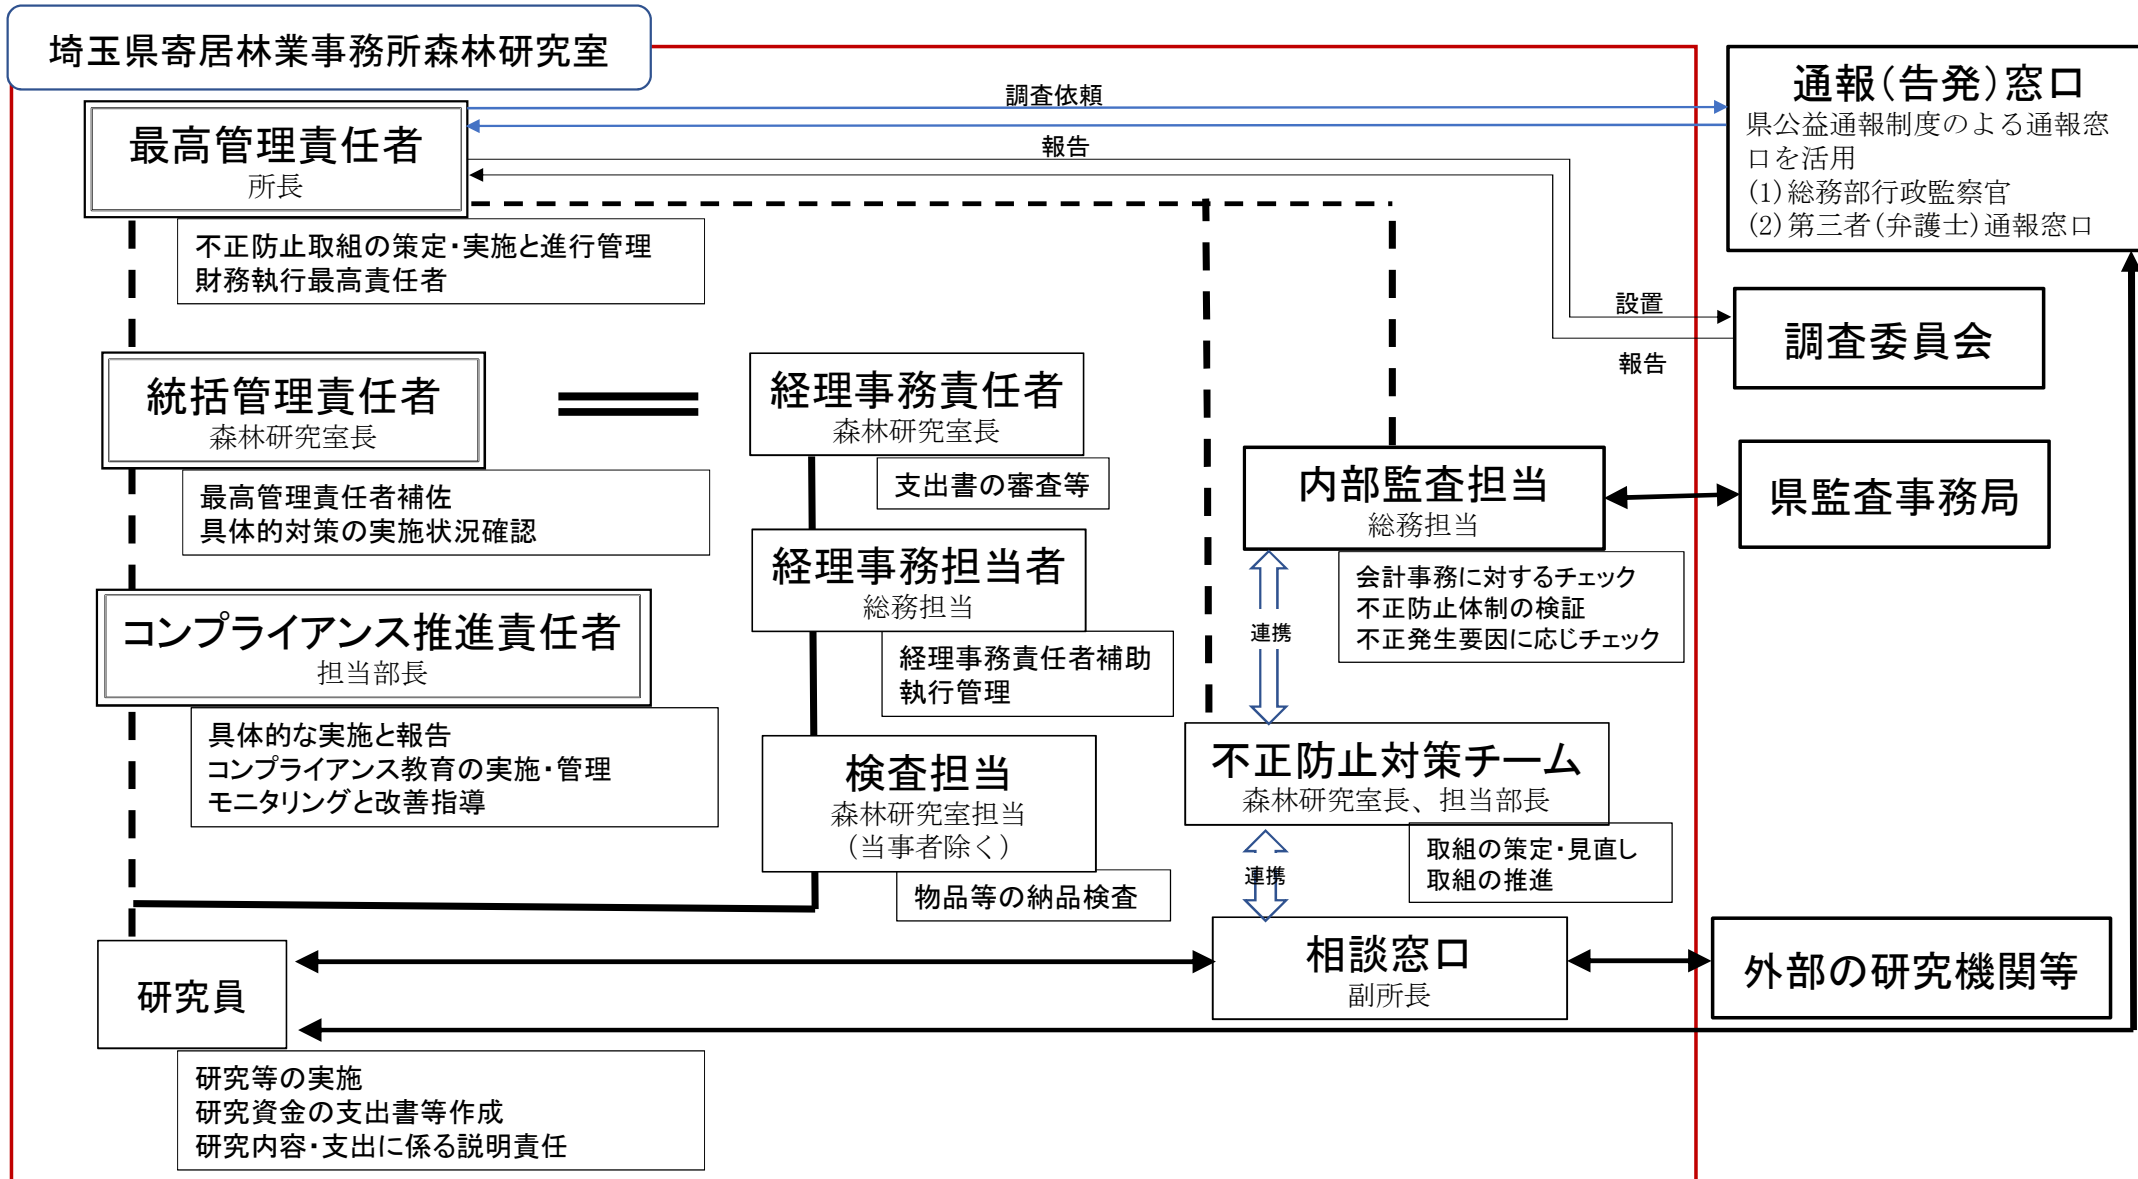 埼玉県寄居林業事務所森林研究室
最高管理責任者
所長
不正防止取組の策定・実施と進行管理
財務執行最高責任者
調査依頼
報告
設置
報告
通報(告発)窓口
県公益通報制度のよる通報窓
口を活用
(1)総務部行政監察官
(2)第三者(弁護士)通報窓口
調査委員会
統括管理責任者
森林研究室長
最高管理責任者補佐
具体的対策の実施状況確認
経理事務責任者
森林研究室長
支出書の審査等
内部監査担当
総務担当
会計事務に対するチェック
不正防止体制の検証
不正発生要因に応じチェック
県監査事務局
経理事務担当者
総務担当
経理事務責任者補助
執行管理
コンプライアンス推進責任者
担当部長
具体的な実施と報告
コンプライアンス教育の実施・管理
モニタリングと改善指導
連携
検査担当
森林研究室担当
(当事者除く)
物品等の納品検査
不正防止対策チーム
森林研究室長、担当部長
取組の策定・見直し
取組の推進
連携
相談窓口
副所長
外部の研究機関等
研究員
研究等の実施
研究資金の支出書等作成
研究内容・支出に係る説明責任